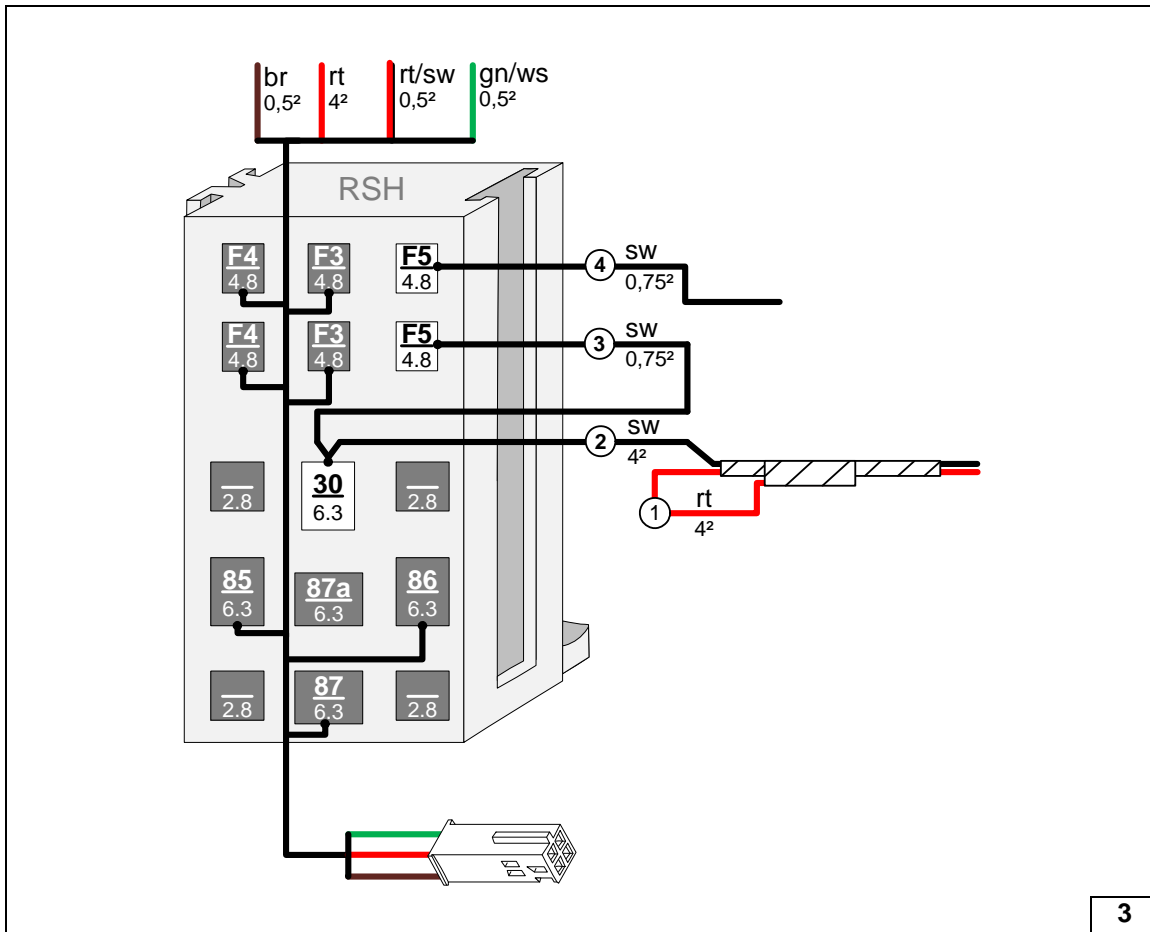 br
0,5²
rt
4²
rt/sw
0,5²
gn/ws
0,5²
RSH
F4
4.8
F3
4.8
F5
4.8
4
sw
0,75²
F4
4.8
F3
4.8
F5
4.8
3
sw
0,75²
2
sw
4²
2.8
30
6.3
2.8
1
rt
4²
85
6.3
87a
6.3
86
6.3
2.8
87
6.3
2.8
3